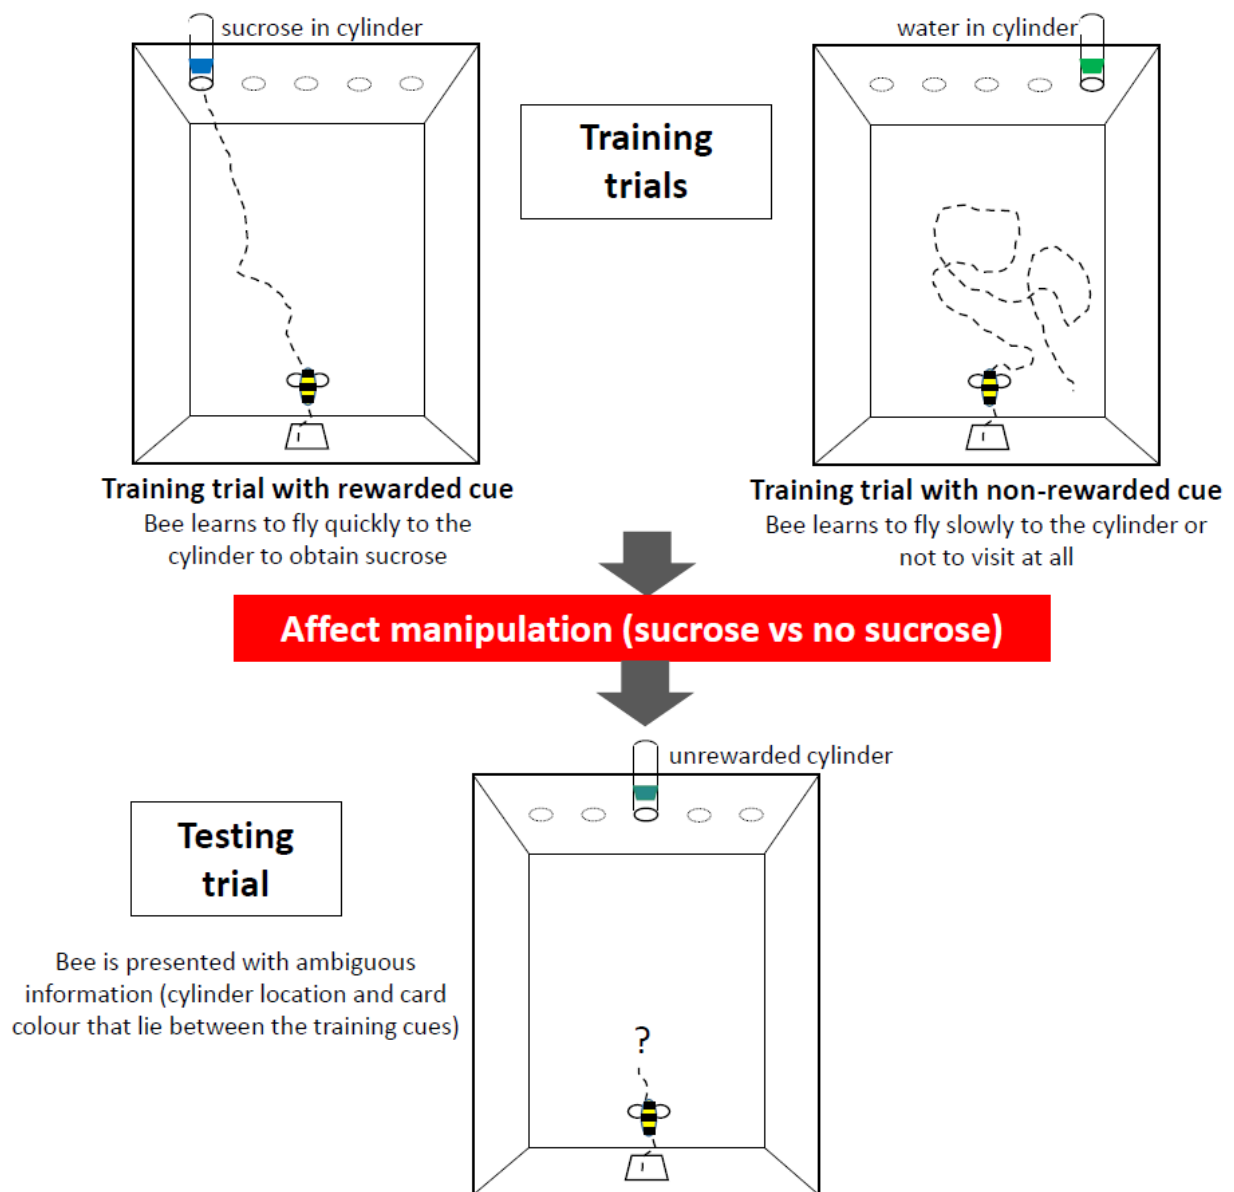 sucrose in cylinder
water in cylinder
Training
trials
Training trial with rewarded cue
Bee learns to fly quickly to the
cylinder to obtain sucrose
Training trial with non-rewarded cue
Bee learns to fly slowly to the cylinder or
not to visit at all
Affect manipulation (sucrose vs no sucrose)
unrewarded cylinder
Testing
trial
Bee is presented with ambiguous
information (cylinder location and card
colour that lie between the training cues)
?